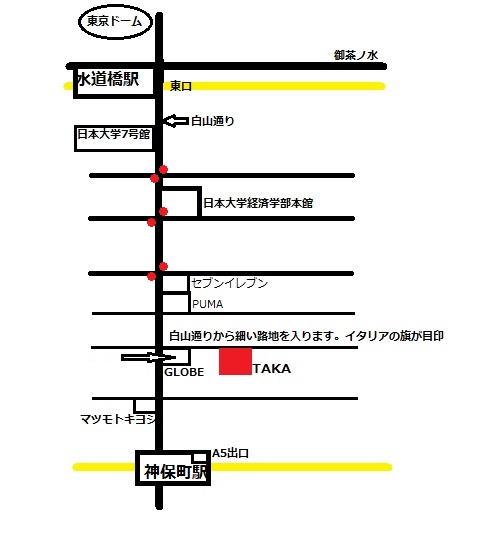 東京ドーム
御茶ノ水
水道橋駅
東口
白山通り
日本大学7号館
日本大学経済学部本館
セブンイレブン
PUMA
白山通りから細い路地を入ります。イタリアの旗が目印
GLOBE
TAKA
マツモトキヨシ
A5出口
神保町駅